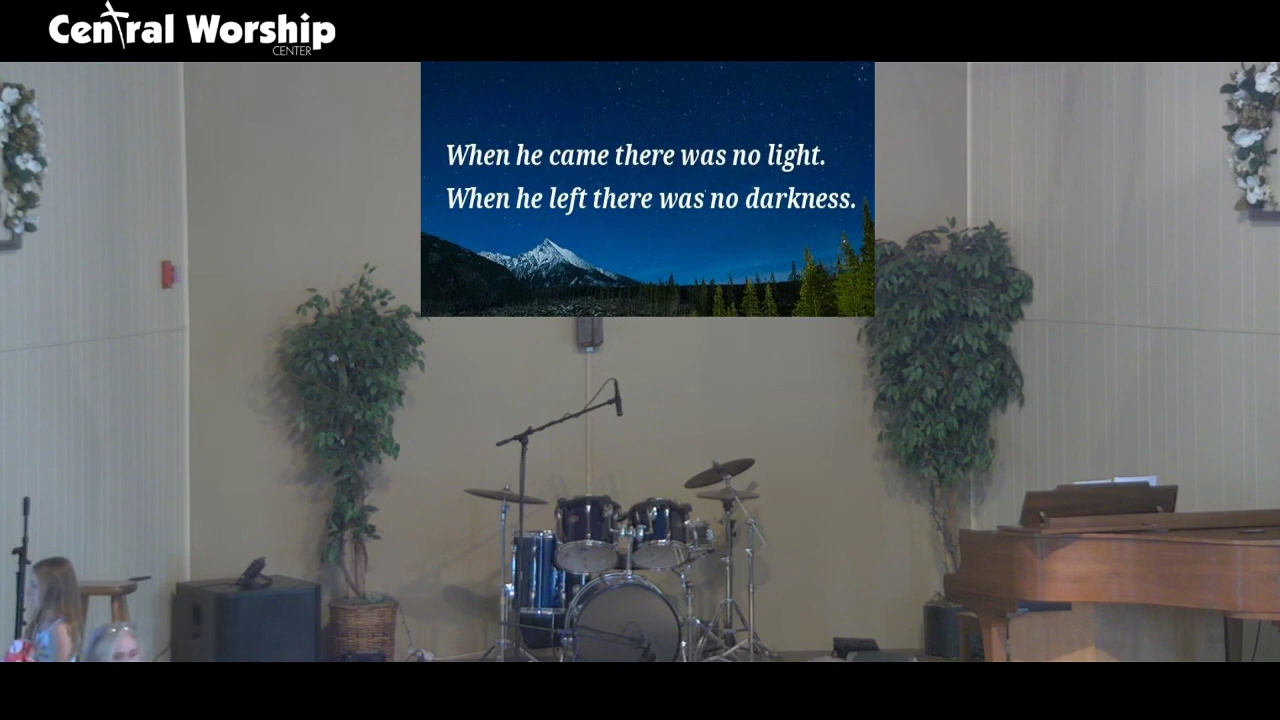 Central Worship
CENTER
When he came there was no light.
When he left there was no darkness.